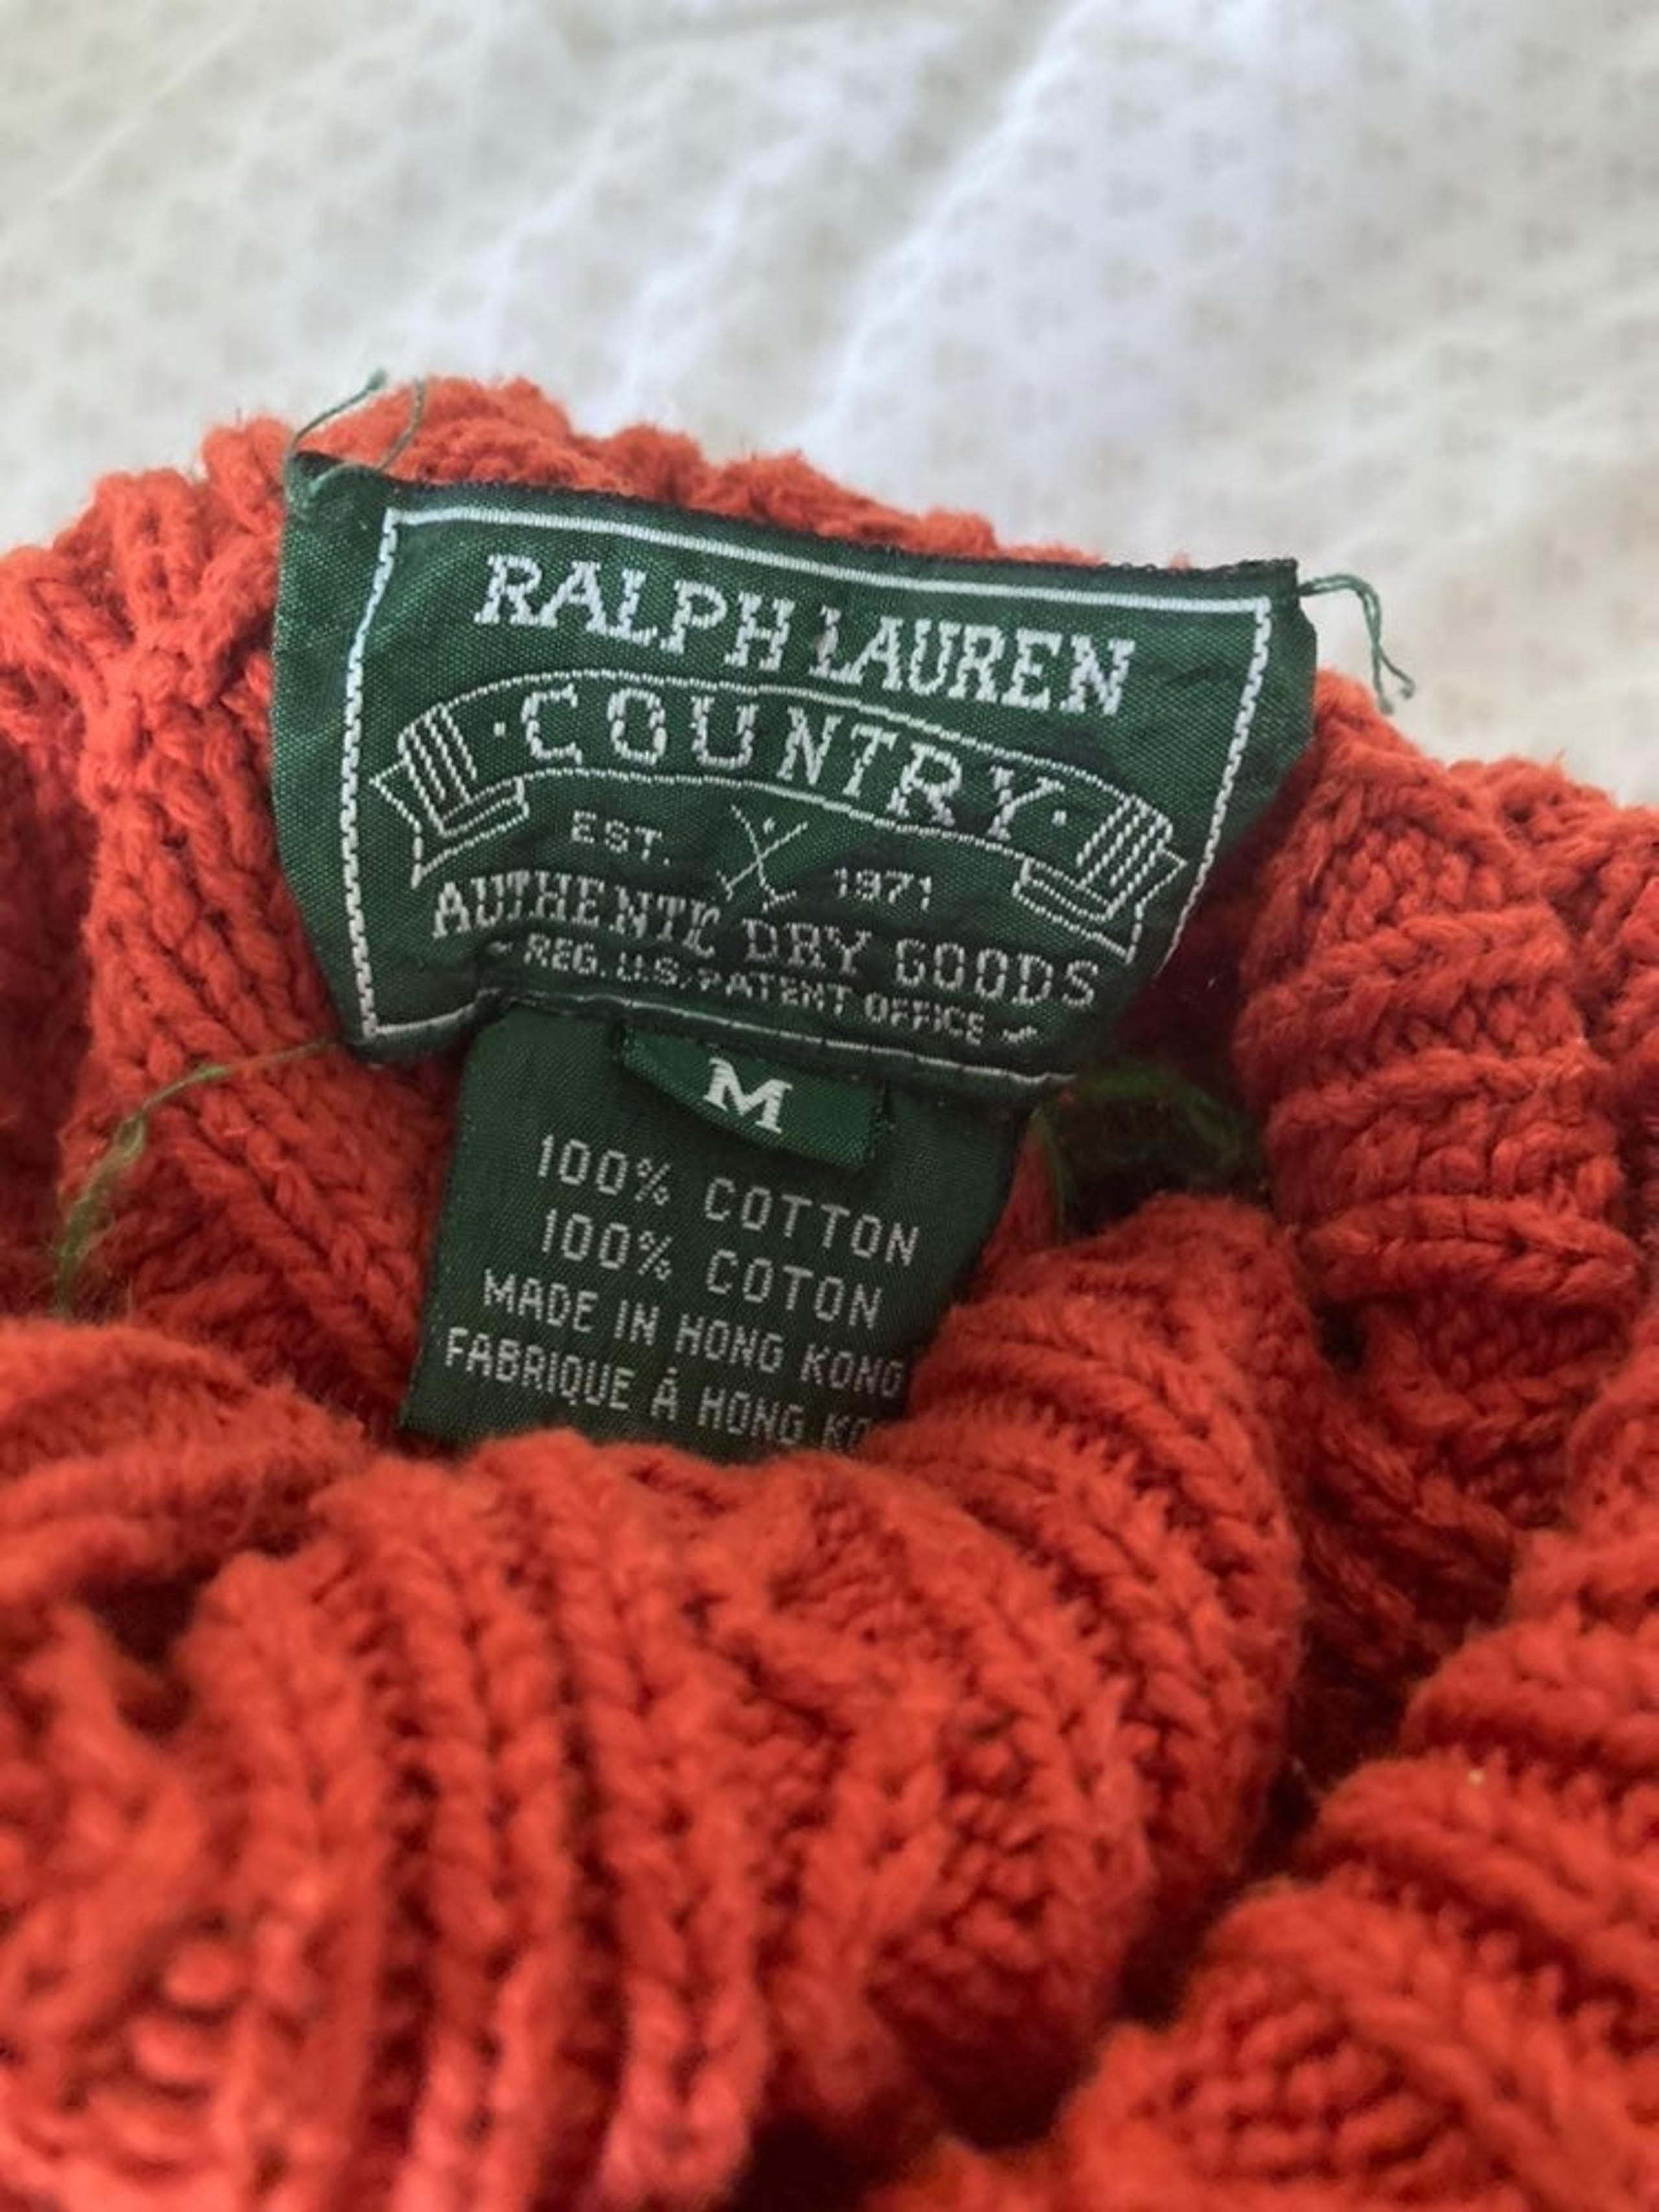 RALPH LAUREN
·COUNTRY·
EST. 1971
AUTHENTIC DRY GOODS
REG. U.S. PATENT OFFICE
M
100% COTTON
100% COTON
MADE IN HONG KONG
FABRIQUE À HONG KO